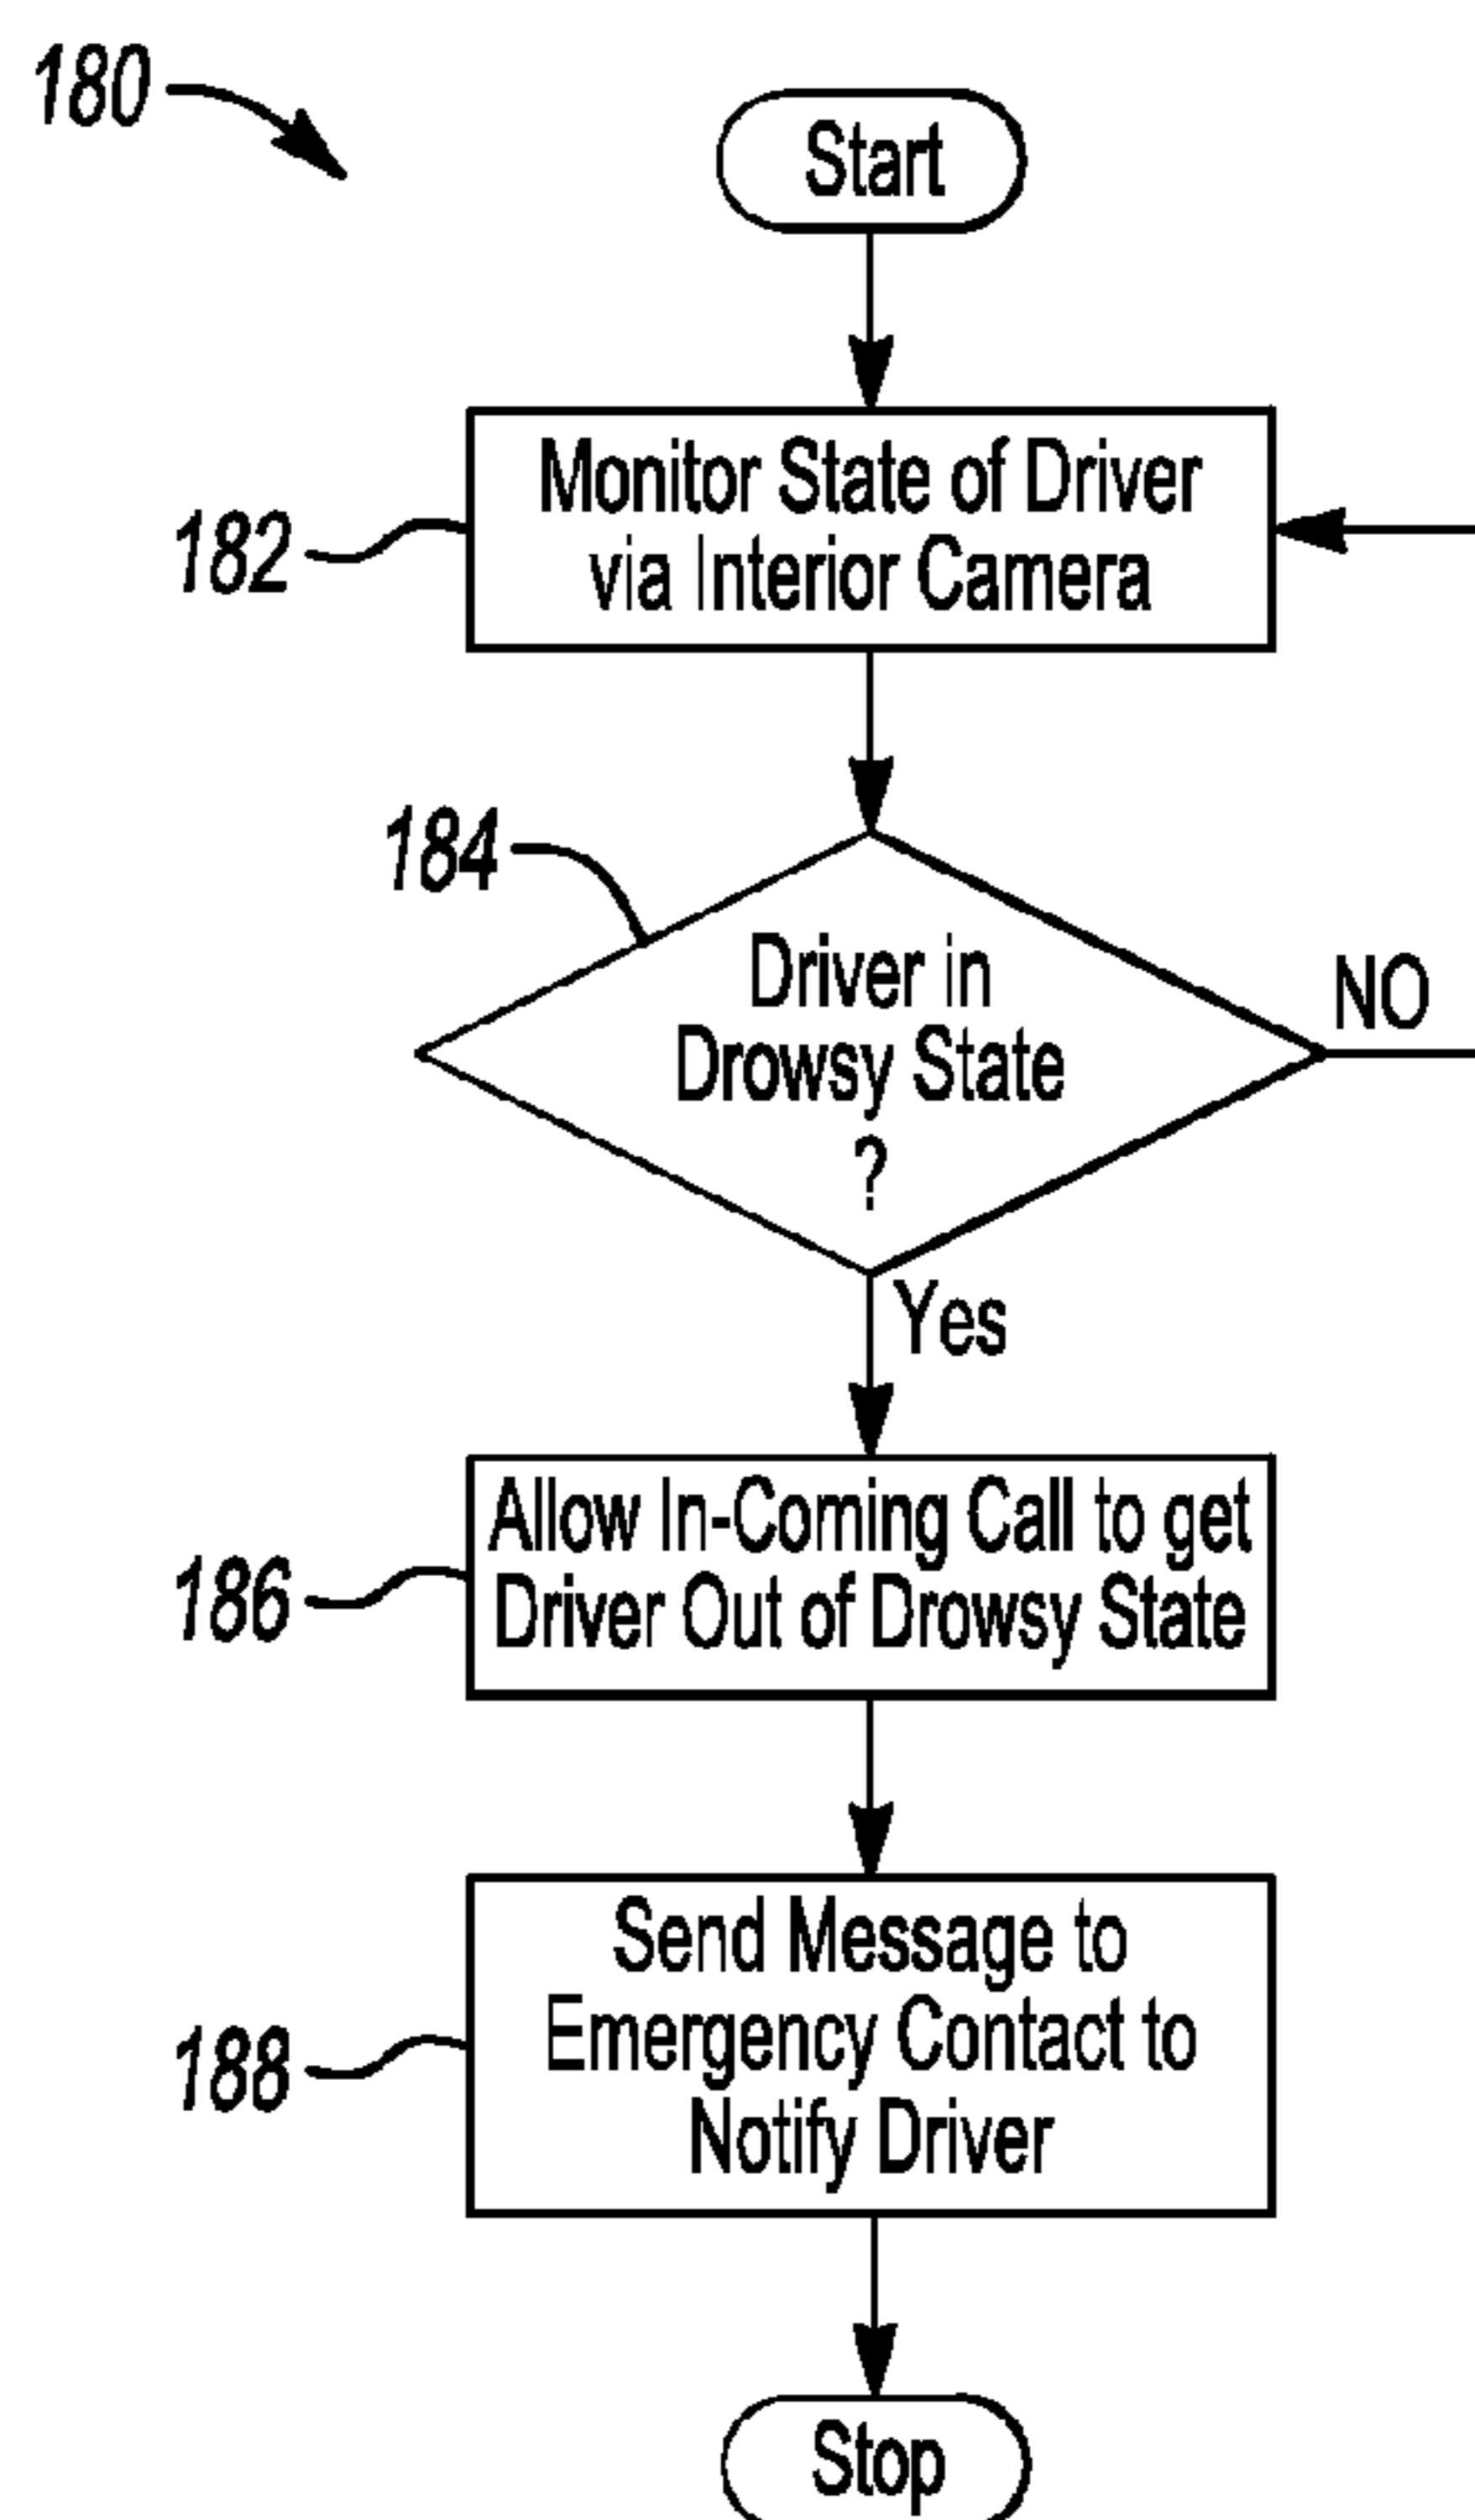 180
Start
Monitor State of Driver
via Interior Camera
182
184
Driver in
Drowsy State
?
NO
Yes
Allow In-Coming Call to get
Driver Out of Drowsy State
186
Send Message to
Emergency Contact to
Notify Driver
188
Stop